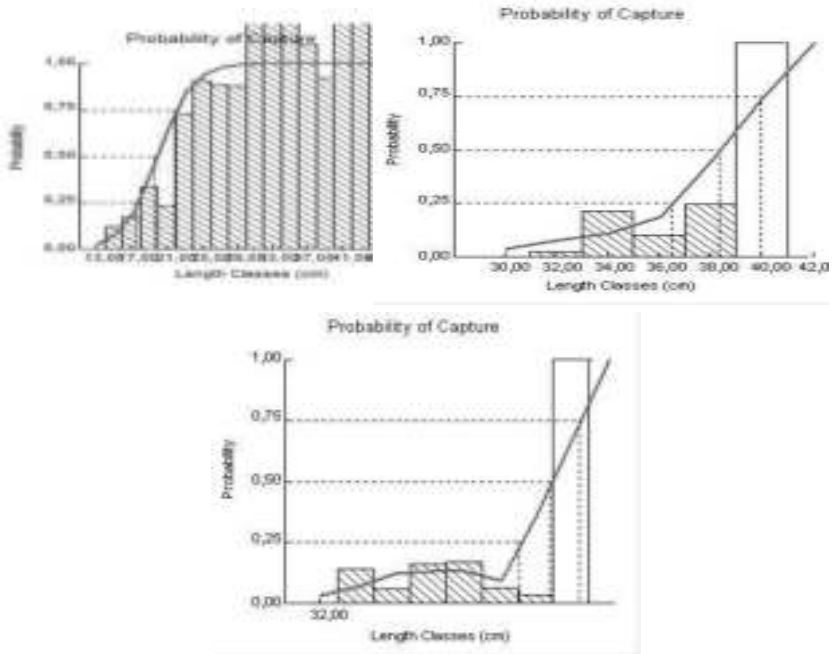 Probability of Capture
1,00
0,75
0,50
0,25
0,00
Probability
Length Classes (cm)
Probability of Capture
1,00
0,75
0,50
0,25
0,00
Probability
30,00 32,00 34,00 36,00 38,00 40,00 42,0
Length Classes (cm)
Probability of Capture
1,00
0,75
0,50
0,25
0,00
Probability
32,00
Length Classes (cm)